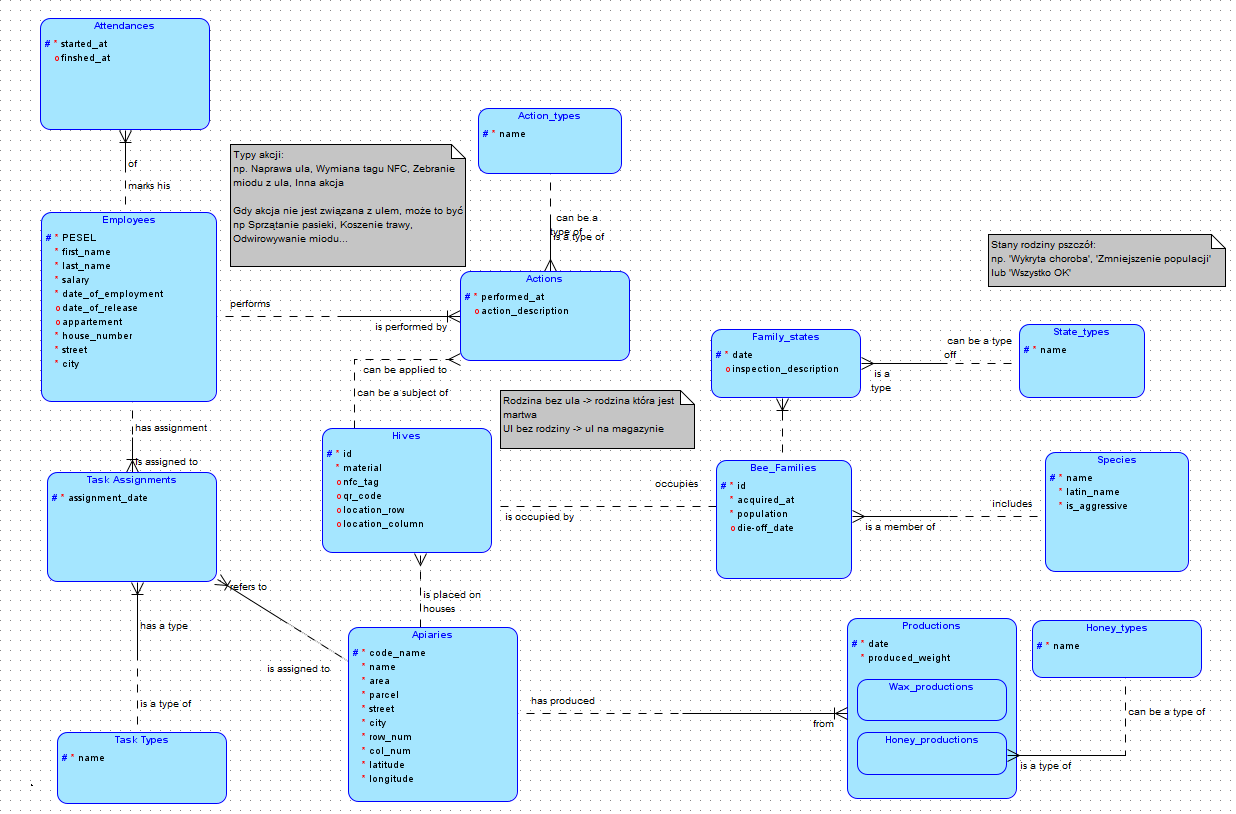 Attendances
# * started_at
o finshed_at
of
marks his
Employees
# * PESEL
* first_name
* last_name
* salary
* date_of_employment
o date_of_release
o appartement
* house_number
* street
* city
Typy akcji:
np. Naprawa ula, Wymiana tagu NFC, Zebranie
miodu z ula, Inna akcja
Gdy akcja nie jest związana z ulem, może to być
np Sprzątanie pasieki, Koszenie trawy,
Odwirowywanie miodu...
Action_types
# * name
can be a
type of
is a type of
Actions
# * performed_at
o action_description
performs
is performed by
can be applied to
can be a subject of
Stany rodziny pszczół:
np. 'Wykryta choroba', 'Zmniejszenie populacji'
lub 'Wszystko OK'
Family_states
# * date
o inspection_description
can be a type
off
is a
type
State_types
# * name
Rodzina bez ula -> rodzina która jest
martwa
Ul bez rodziny -> ul na magazynie
has assignment
is assigned to
Task Assignments
# * assignment_date
Hives
# * id
* material
o nfc_tag
o qr_code
o location_row
o location_column
occupies
is occupied by
Bee_Families
# * id
* acquired_at
* population
o die-off_date
includes
is a member of
Species
# * name
* latin_name
* is_aggressive
refers to
is assigned to
is placed on
houses
has a type
is a type of
Task Types
# * name
Apiaries
# * code_name
* name
* area
* parcel
* street
* city
* row_num
* col_num
* latitude
* longitude
has produced
from
Productions
# * date
* produced_weight
Wax_productions
Honey_productions
Honey_types
# * name
can be a type of
is a type of